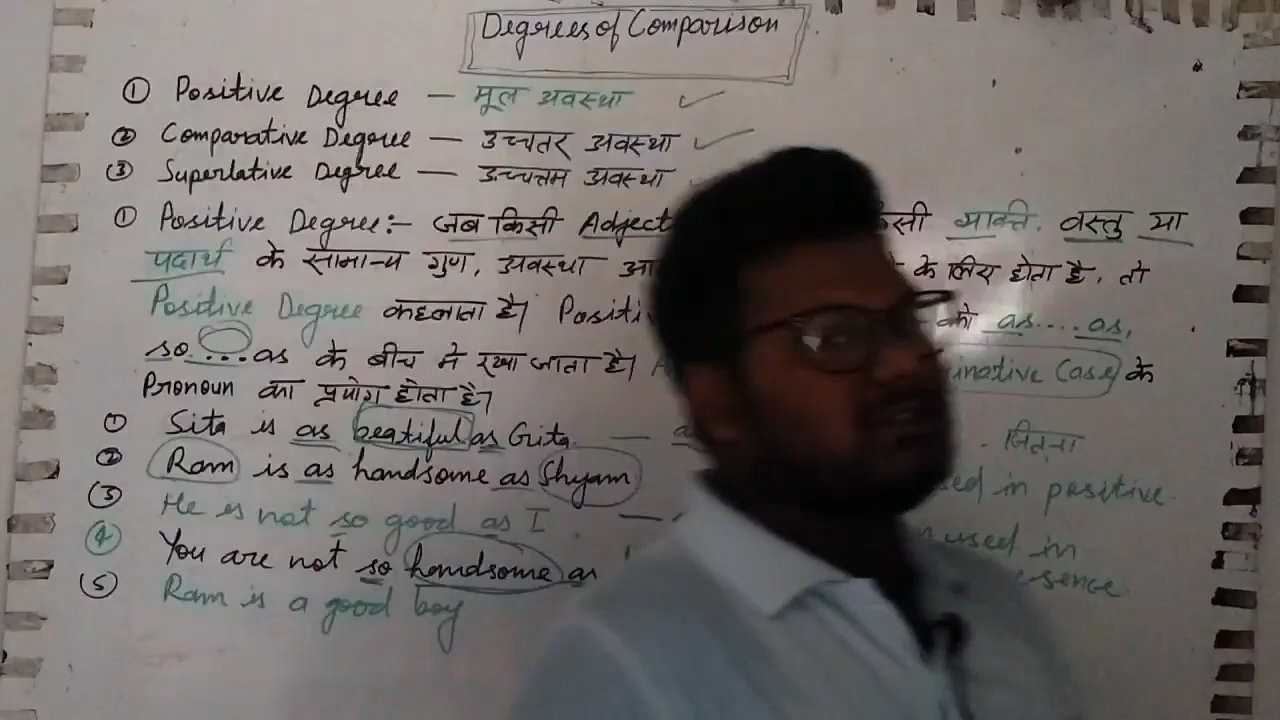 Degrees of Comparison
① Positive Degree — मूल अवस्था
② Comparative Degree — उच्चतर अवस्था
③ Superlative Degree — उच्चतम अवस्था
① Positive Degree:- जब किसी Adject व्यक्ति, वस्तु या
पदार्थ के सामान्य गुण, अवस्था के लिए होता है, तो
Positive Degree कहलाता है। Positi को as....as,
so....as के बीच मे रखा जाता है। Case) के
Pronoun का प्रयोग होता है।
① Sita is as beatiful as Gita. — जितना
② Ram is as handsome as Shyam
③ He is not so good as I. — sed in positive.
④ You are not so handsome as used in
sense.
⑤ Ram is a good boy